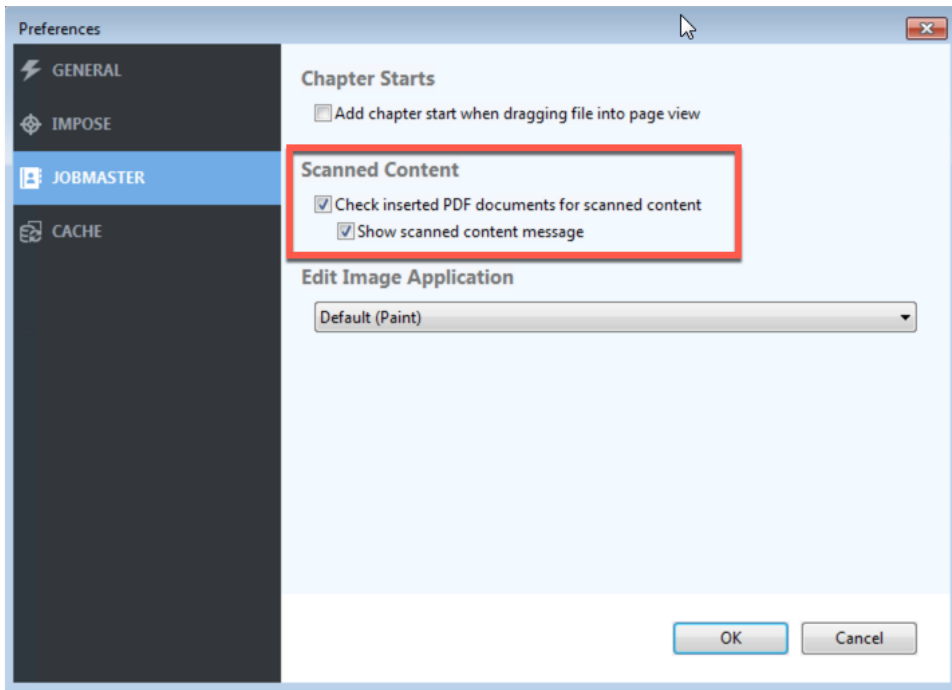 Preferences
GENERAL
IMPOSE
JOBMASTER
CACHE
Chapter Starts
Add chapter start when dragging file into page view
Scanned Content
Check inserted PDF documents for scanned content
Show scanned content message
Edit Image Application
Default (Paint)
OK
Cancel